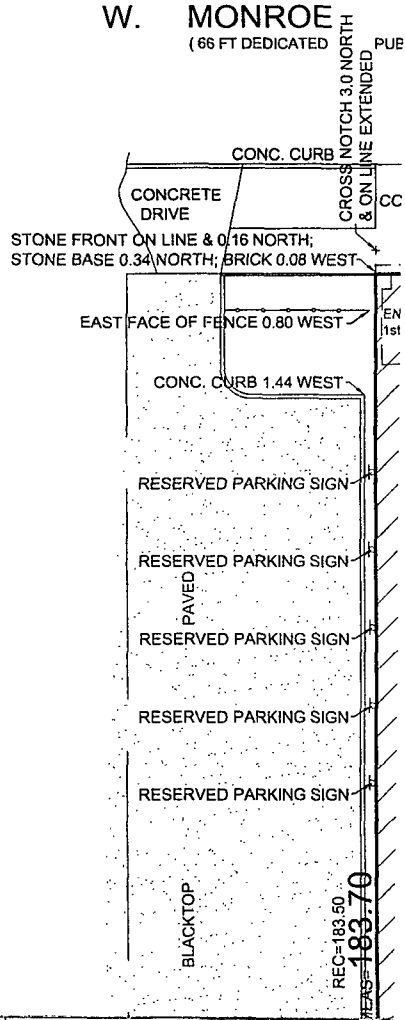 W. MONROE
( 66 FT DEDICATED PUB
CROSS NOTCH 3.0 NORTH
& ON LINE EXTENDED
CONC. CURB
CONCRETE
DRIVE
CC
STONE FRONT ON LINE & 0.16 NORTH;
STONE BASE 0.34 NORTH; BRICK 0.08 WEST
EN
1st
EAST FACE OF FENCE 0.80 WEST
CONC. CURB 1.44 WEST
RESERVED PARKING SIGN
RESERVED PARKING SIGN
PAVED
RESERVED PARKING SIGN
RESERVED PARKING SIGN
RESERVED PARKING SIGN
BLACKTOP
REC=183.50
MEAS=183.70